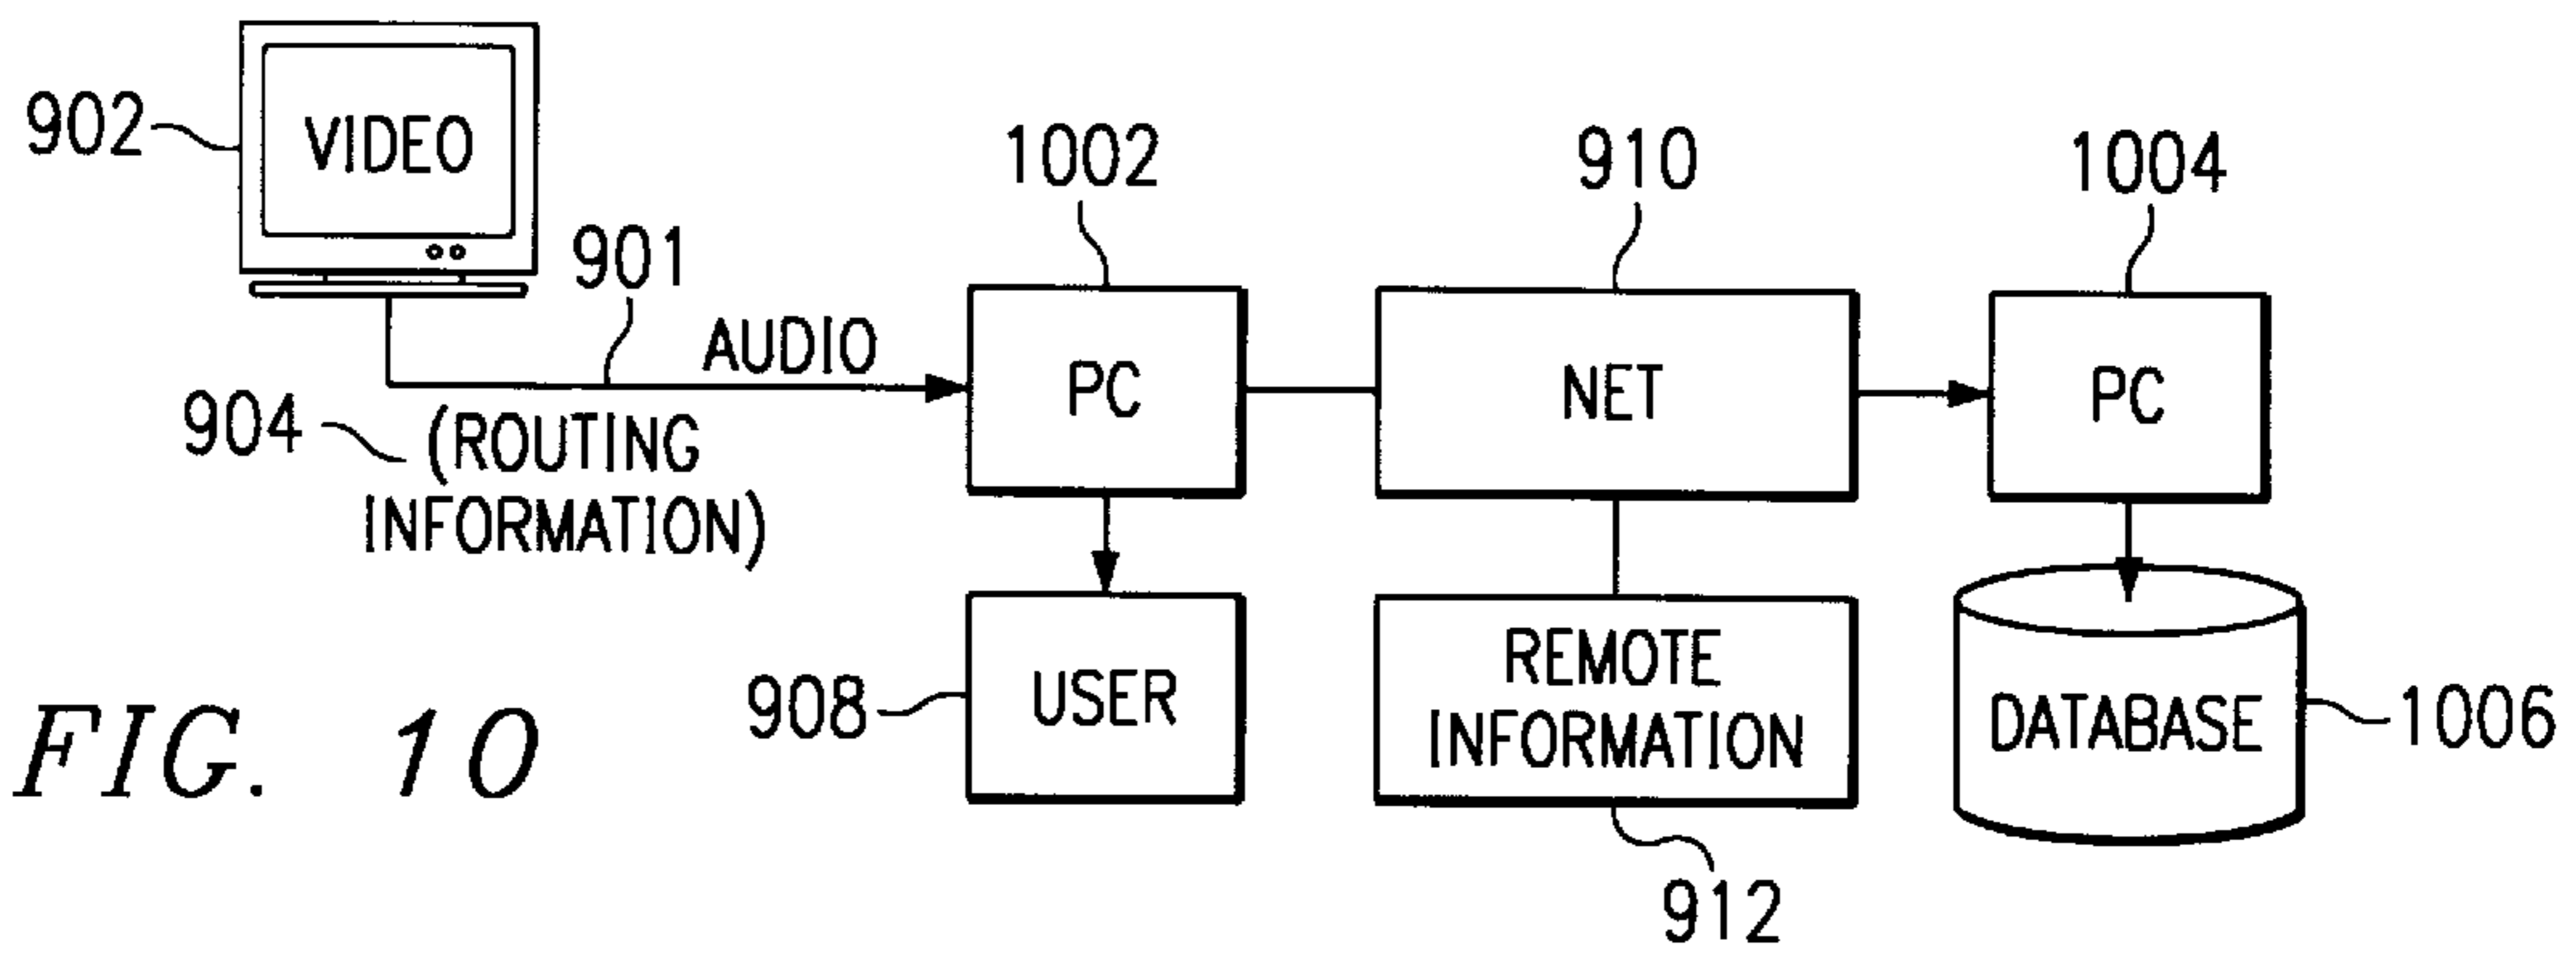 902
VIDEO
901
AUDIO
904
(ROUTING
INFORMATION)
1002
PC
910
NET
1004
PC
908
USER
REMOTE
INFORMATION
912
DATABASE
1006
FIG. 10